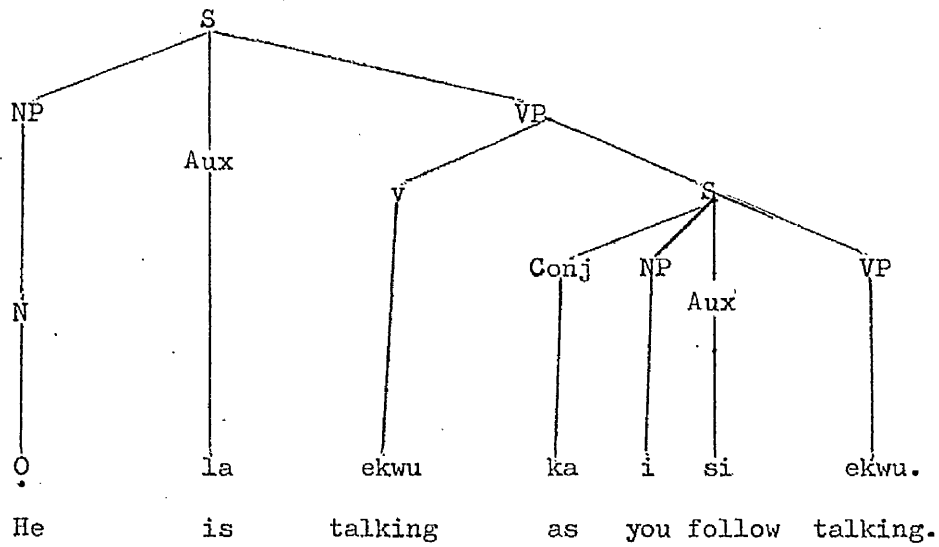 S
NP VP
Aux
v S
Conj NP VP
Aux
N
Ọ la ekwu ka i si ekwu.
He is talking as you follow talking.